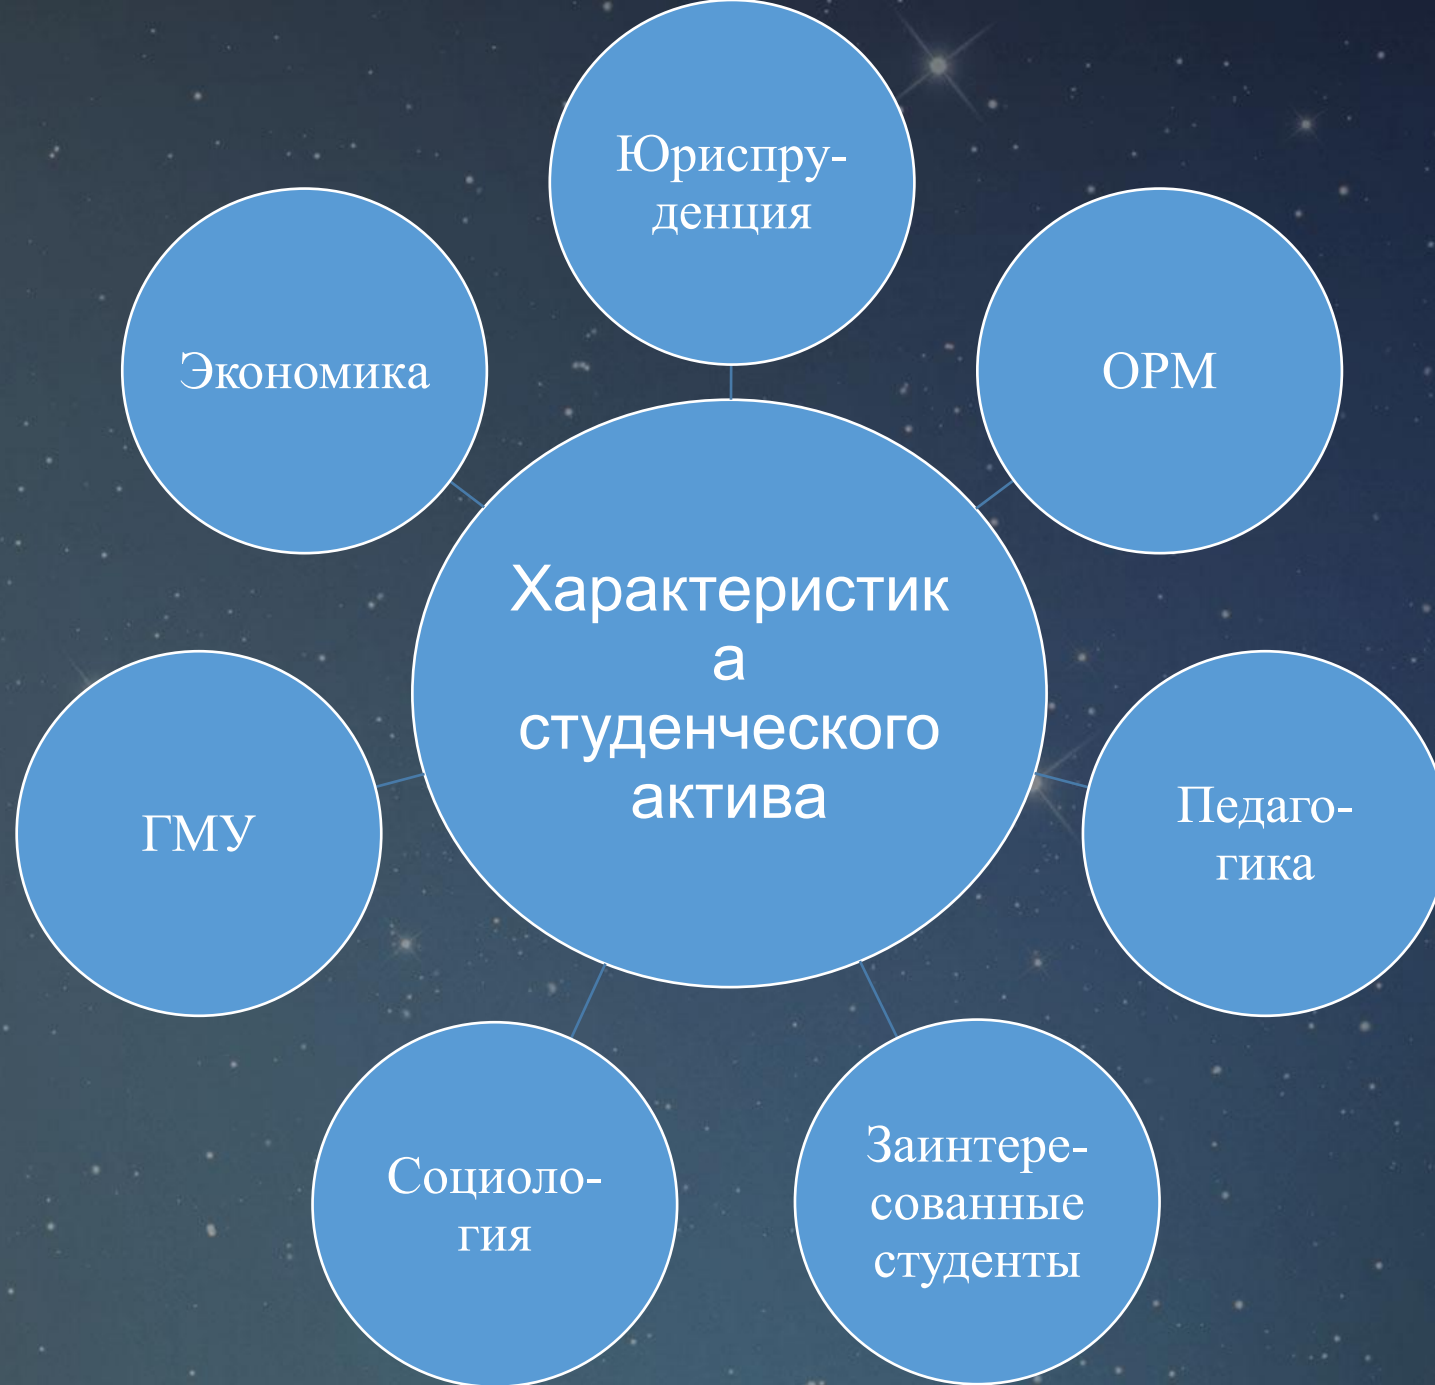 Юриспру-
денция
Экономика
ОРМ
Характеристик
а
студенческого
актива
ГМУ
Педаго-
гика
Социоло-
гия
Заинтере-
сованные
студенты